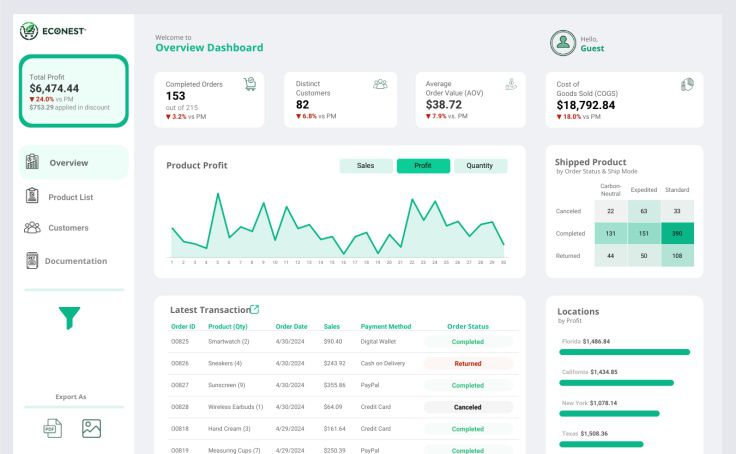 ECONEST
Welcome to
Overview Dashboard
Hello,
Guest
Total Profit
$6,474.44
▼ 24.0% vs PM
$753.29 applied in discount
Completed Orders
153
out of 215
▼ 3.2% vs PM
Distinct
Customers
82
▼ 6.8% vs PM
Average
Order Value (AOV)
$38.72
▼ 7.9% vs. PM
Cost of
Goods Sold (COGS)
$18,792.84
▼ 18.0% vs PM
Overview
Product List
Customers
Documentation
Export As
PDF
Product Profit
Sales Profit Quantity
1 2 3 4 5 6 7 8 9 10 11 12 13 14 15 16 17 18 19 20 21 22 23 24 25 26 27 28 29 30
Shipped Product
by Order Status & Ship Mode
Carbon-
Neutral Expedited Standard
Canceled 22 63 33
Completed 131 151 390
Returned 44 50 108
Latest Transaction
Order ID Product (Qty) Order Date Sales Payment Method Order Status
O0825 Smartwatch (2) 4/30/2024 $90.40 Digital Wallet Completed
O0826 Sneakers (4) 4/30/2024 $243.92 Cash on Delivery Returned
O0827 Sunscreen (9) 4/30/2024 $355.86 PayPal Completed
O0828 Wireless Earbuds (1) 4/30/2024 $64.09 Credit Card Canceled
O0818 Hand Cream (3) 4/29/2024 $161.64 Credit Card Completed
O0819 Measuring Cups (7) 4/29/2024 $250.39 PayPal Completed
Locations
by Profit
Florida $1,486.84
California $1,434.85
New York $1,078.14
Texas $1,508.36